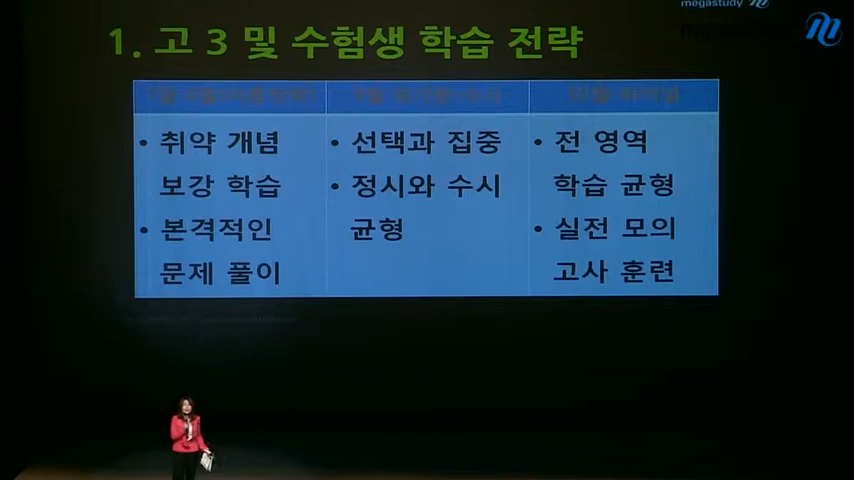 megastudy
1. 고 3 및 수험생 학습 전략
• 취약 개념
보강 학습
• 본격적인
문제 풀이
• 선택과 집중
• 정시와 수시
균형
• 전 영역
학습 균형
• 실전 모의
고사 훈련